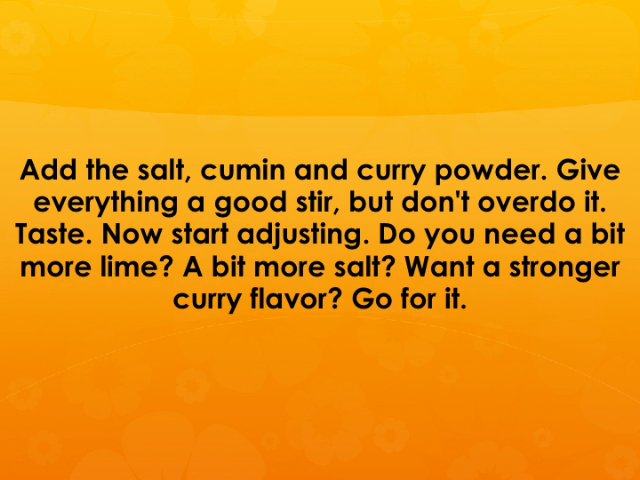 Add the salt, cumin and curry powder. Give
everything a good stir, but don't overdo it.
Taste. Now start adjusting. Do you need a bit
more lime? A bit more salt? Want a stronger
curry flavor? Go for it.